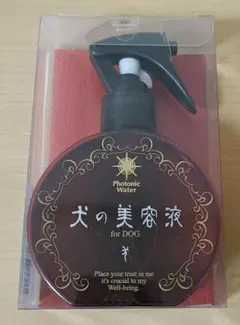 Photonic
Water
犬の美容液
for DOG
Place your trust in me
it's crucial to my
Well-being.